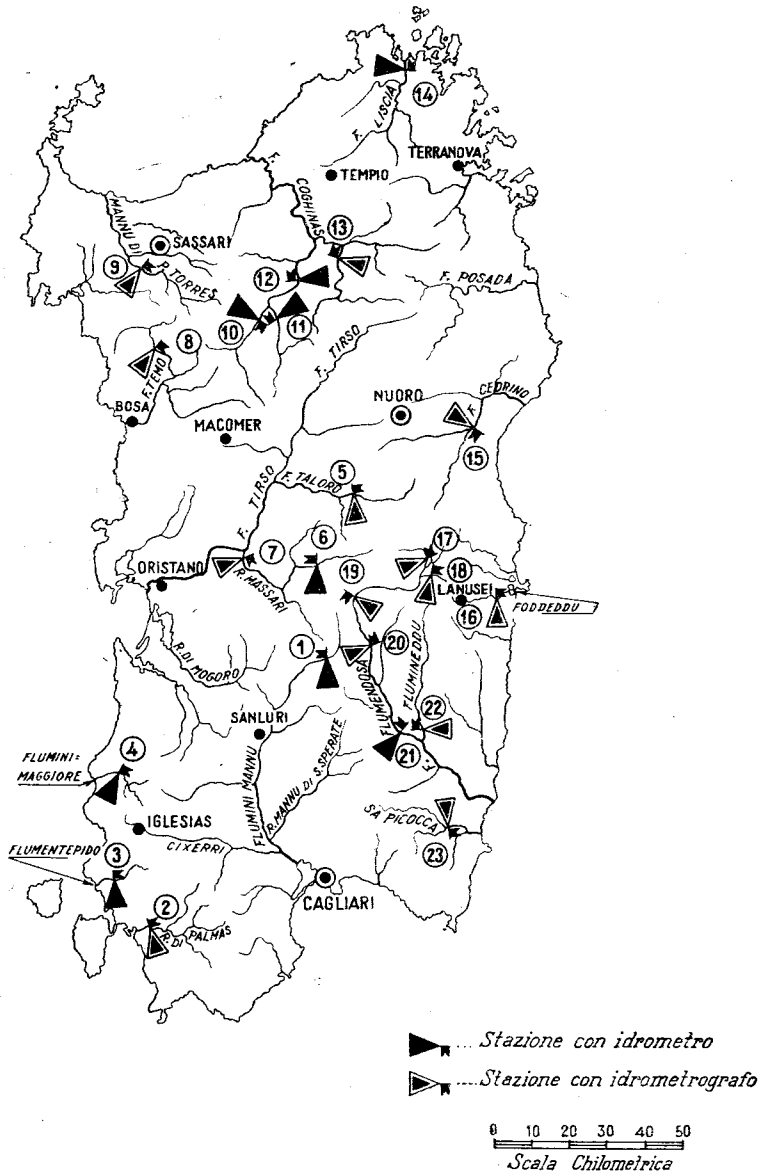 14
F. LISCIA
TERRANOVA
TEMPIO
F.
COGHINAS
MANNU DI
P. TORRES
SASSARI
13
9
12
F. POSADA
10
11
8
F. TIRSO
F. TEMO
NUORO
F. CEDRINO
BOSA
MACOMER
15
5
F. TALORO
F. TIRSO
6
17
7
ORISTANO
R. MASSARI
19
18
LANUSEI
16
FODDEDDU
1
20
R. DI MOGORO
FLUMENDOSA
TLUMINEDDU
SANLURI
22
21
F.
4
FLUMINI=
MAGGIORE
FLUMINI MANNU
R. MANNU DI S. SPERATE
IGLESIAS
CIXERRI
SA PICOCCA
23
FLUMENTEPIDO
3
CAGLIARI
2
R. DI PALMAS
... Stazione con idrometro
.... Stazione con idrometrografo
0 10 20 30 40 50
Scala Chilometrica